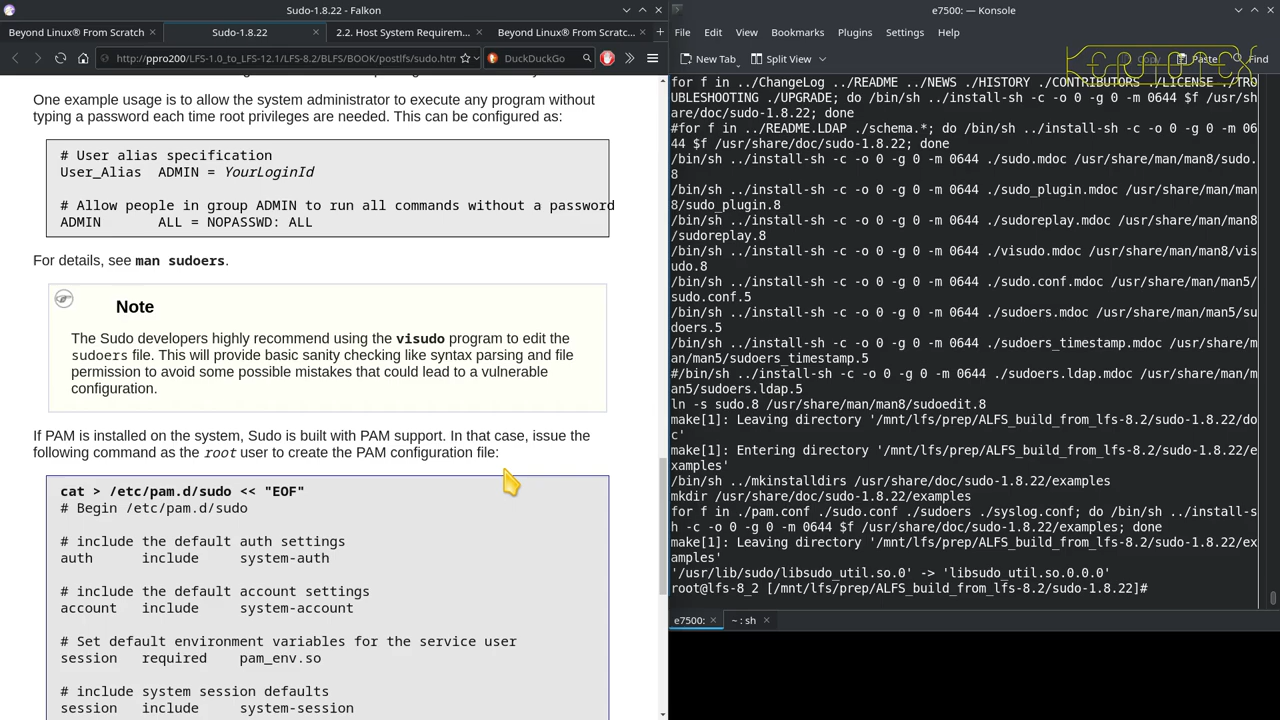 Sudo-1.8.22 — Falkon
Beyond Linux® From Scratch
Sudo-1.8.22
2.2. Host System Requirem...
Beyond Linux® From Scratc...
http://ppro200/LFS-1.0_to_LFS-12.1/LFS-8.2/BLFS/BOOK/postlfs/sudo.htm
DuckDuckGo
One example usage is to allow the system administrator to execute any program without
typing a password each time root privileges are needed. This can be configured as:
# User alias specification
User_Alias ADMIN = YourLoginId
# Allow people in group ADMIN to run all commands without a password
ADMIN ALL = NOPASSWD: ALL
For details, see man sudoers.
Note
The Sudo developers highly recommend using the visudo program to edit the
sudoers file. This will provide basic sanity checking like syntax parsing and file
permission to avoid some possible mistakes that could lead to a vulnerable
configuration.
If PAM is installed on the system, Sudo is built with PAM support. In that case, issue the
following command as the root user to create the PAM configuration file:
cat > /etc/pam.d/sudo << "EOF"
# Begin /etc/pam.d/sudo
# include the default auth settings
auth include system-auth
# include the default account settings
account include system-account
# Set default environment variables for the service user
session required pam_env.so
# include system session defaults
session include system-session
e7500: — Konsole
File Edit View Bookmarks Plugins Settings Help
New Tab Split View Copy Paste Find
for f in ../ChangeLog ../README ../NEWS ../HISTORY ../CONTRIBUTORS ../LICENSE ../TRO
UBLESHOOTING ./UPGRADE; do /bin/sh ../install-sh -c -o 0 -g 0 -m 0644 $f /usr/sh
are/doc/sudo-1.8.22; done
#for f in ../README.LDAP ./schema.*; do /bin/sh ../install-sh -c -o 0 -g 0 -m 06
44 $f /usr/share/doc/sudo-1.8.22; done
/bin/sh ../install-sh -c -o 0 -g 0 -m 0644 ./sudo.mdoc /usr/share/man/man8/sudo.
8
/bin/sh ../install-sh -c -o 0 -g 0 -m 0644 ./sudo_plugin.mdoc /usr/share/man/man
8/sudo_plugin.8
/bin/sh ../install-sh -c -o 0 -g 0 -m 0644 ./sudoreplay.mdoc /usr/share/man/man8
/sudoreplay.8
/bin/sh ../install-sh -c -o 0 -g 0 -m 0644 ./visudo.mdoc /usr/share/man/man8/vis
udo.8
/bin/sh ../install-sh -c -o 0 -g 0 -m 0644 ./sudo.conf.mdoc /usr/share/man/man5/
sudo.conf.5
/bin/sh ../install-sh -c -o 0 -g 0 -m 0644 ./sudoers.mdoc /usr/share/man/man5/su
doers.5
/bin/sh ../install-sh -c -o 0 -g 0 -m 0644 ./sudoers_timestamp.mdoc /usr/share/m
an/man5/sudoers_timestamp.5
#/bin/sh ../install-sh -c -o 0 -g 0 -m 0644 ./sudoers.ldap.mdoc /usr/share/man/m
an5/sudoers.ldap.5
ln -s sudo.8 /usr/share/man/man8/sudoedit.8
make[1]: Leaving directory '/mnt/lfs/prep/ALFS_build_from_lfs-8.2/sudo-1.8.22/do
c'
make[1]: Entering directory '/mnt/lfs/prep/ALFS_build_from_lfs-8.2/sudo-1.8.22/e
xamples'
/bin/sh ../mkinstalldirs /usr/share/doc/sudo-1.8.22/examples
mkdir /usr/share/doc/sudo-1.8.22/examples
for f in ./pam.conf ./sudo.conf ./sudoers ./syslog.conf; do /bin/sh ../install-s
h -c -o 0 -g 0 -m 0644 $f /usr/share/doc/sudo-1.8.22/examples; done
make[1]: Leaving directory '/mnt/lfs/prep/ALFS_build_from_lfs-8.2/sudo-1.8.22/ex
amples'
'/usr/lib/sudo/libsudo_util.so.0' -> 'libsudo_util.so.0.0.0'
root@lfs-8_2 [/mnt/lfs/prep/ALFS_build_from_lfs-8.2/sudo-1.8.22]#
e7500:
~ : sh